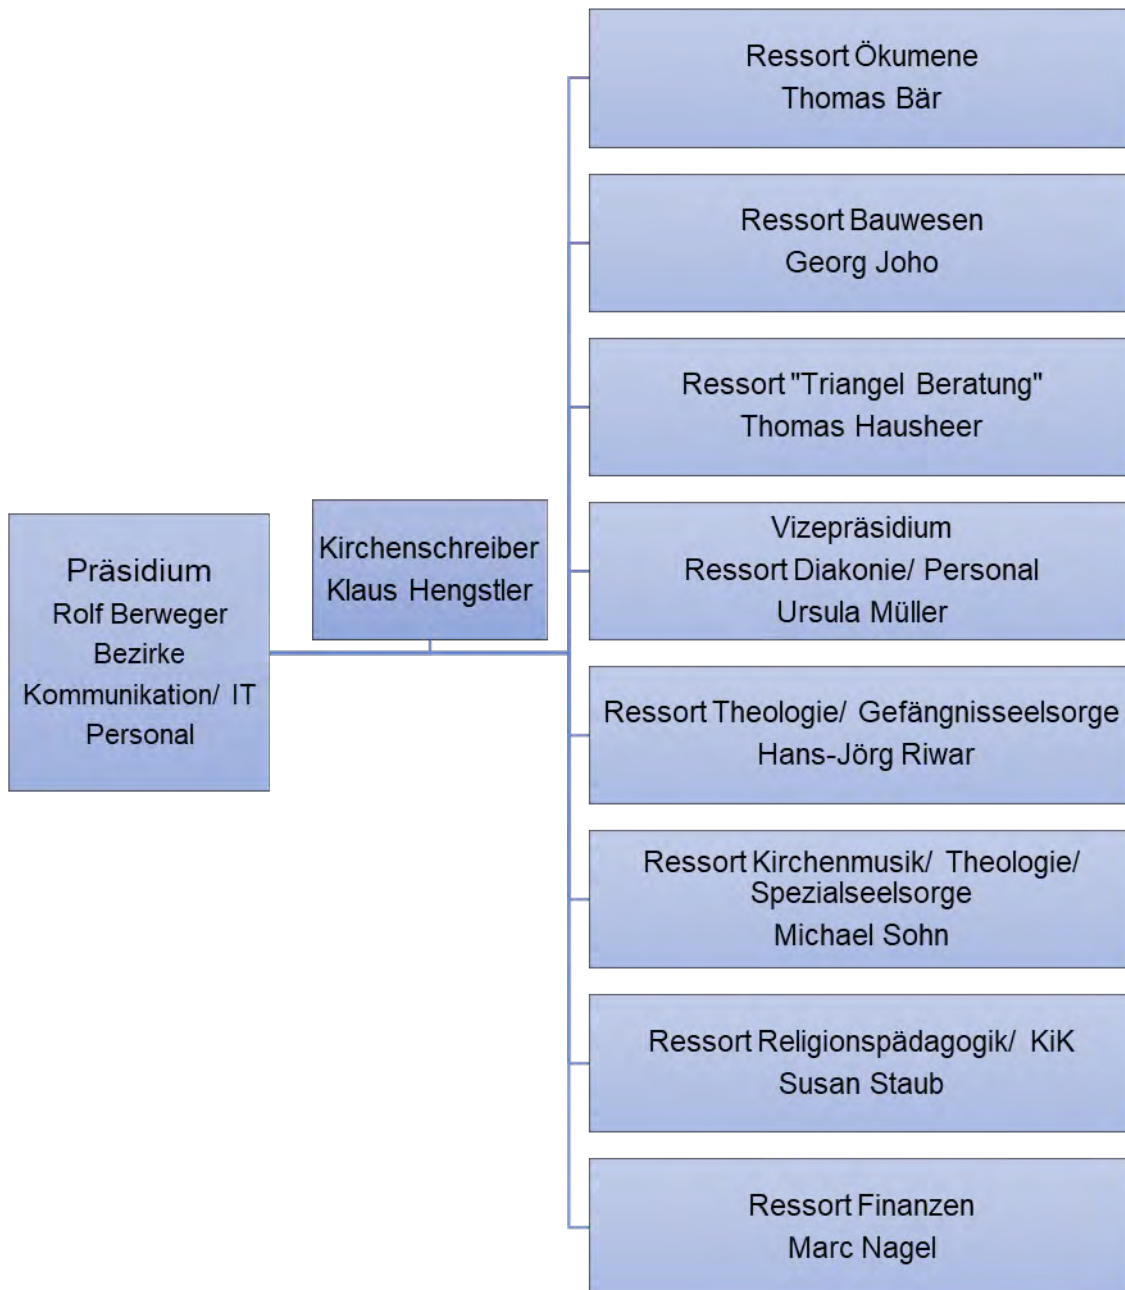 Präsidium
Rolf Berweger
Bezirke
Kommunikation/ IT
Personal
Kirchenschreiber
Klaus Hengstler
Ressort Ökumene
Thomas Bär
Ressort Bauwesen
Georg Joho
Ressort "Triangel Beratung"
Thomas Hausheer
Vizepräsidium
Ressort Diakonie/ Personal
Ursula Müller
Ressort Theologie/ Gefängnisseelsorge
Hans-Jörg Riwar
Ressort Kirchenmusik/ Theologie/
Spezialseelsorge
Michael Sohn
Ressort Religionspädagogik/ KiK
Susan Staub
Ressort Finanzen
Marc Nagel